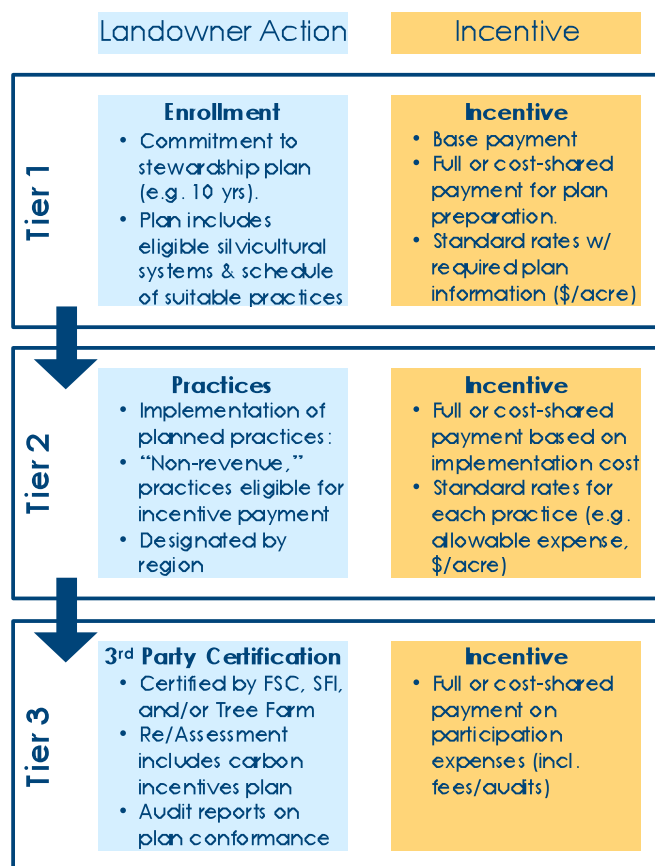 Landowner Action
Incentive
Tier 1
Enrollment
• Commitment to
stewardship plan
(e.g. 10 yrs).
• Plan includes
eligible silvicultural
systems & schedule
of suitable practices
Incentive
• Base payment
• Full or cost-shared
payment for plan
preparation.
• Standard rates w/
required plan
information ($/acre)
Tier 2
Practices
• Implementation of
planned practices:
• “Non-revenue,”
practices eligible for
incentive payment
• Designated by
region
Incentive
• Full or cost-shared
payment based on
implementation cost
• Standard rates for
each practice (e.g.
allowable expense,
$/acre)
Tier 3
3rd Party Certification
• Certified by FSC, SFI,
and/or Tree Farm
• Re/Assessment
includes carbon
incentives plan
• Audit reports on
plan conformance
Incentive
• Full or cost-shared
payment on
participation
expenses (incl.
fees/audits)